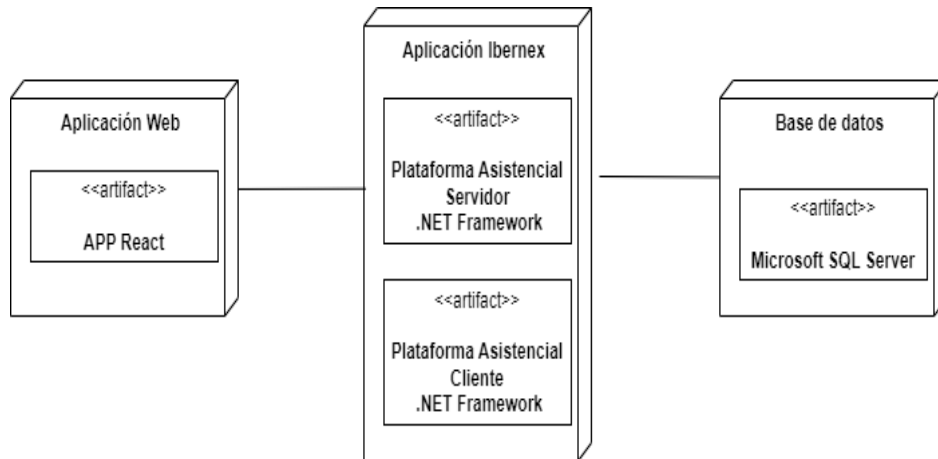 Aplicación Web
<<artifact>>
APP React
Aplicación Ibernex
<<artifact>>
Plataforma Asistencial
Servidor
.NET Framework
<<artifact>>
Plataforma Asistencial
Cliente
.NET Framework
Base de datos
<<artifact>>
Microsoft SQL Server